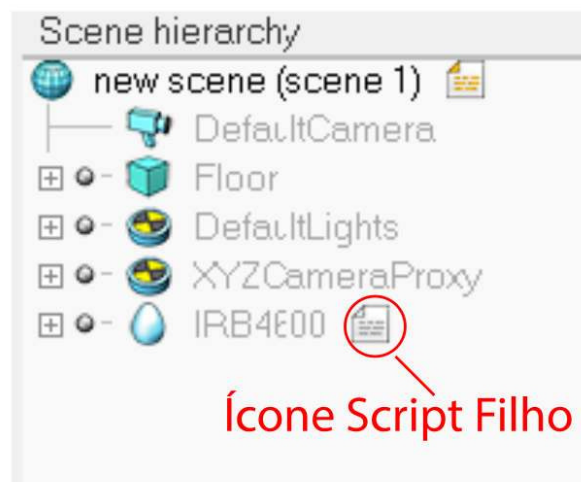 Scene hierarchy
new scene (scene 1)
DefaultCamera
Floor
DefaultLights
XYZCameraProxy
IRB4600
Ícone Script Filho